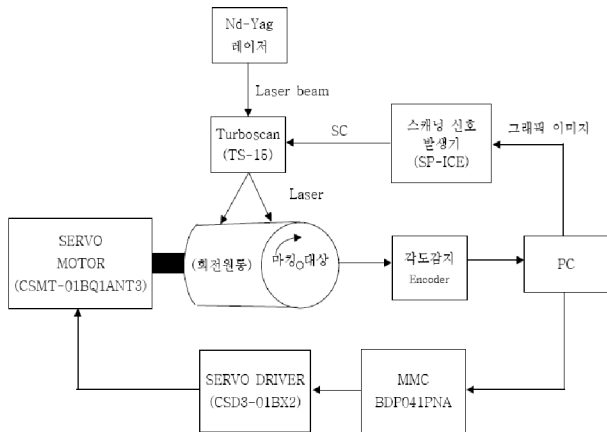 Nd-Yag
레이저
Laser beam
Turboscan
(TS-15)
SC
스캐닝 신호
발생기
(SP-ICE)
그래픽 이미지
Laser
SERVO
MOTOR
(CSMT-01BQ1ANT3)
(회전원통)
마킹 대상
각도감지
Encoder
PC
SERVO DRIVER
(CSD3-01BX2)
MMC
BDP041PNA